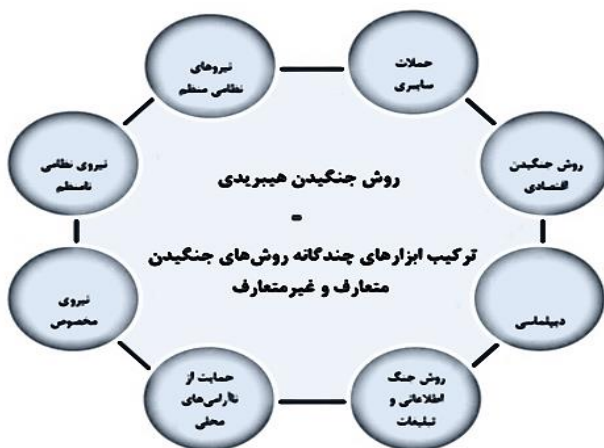 نیروهای
نظامی منظم
حملات
سایبری
روش جنگیدن
اقتصادی
دیپلماسی
روش جنگ
اطلاعاتی و
تبلیغات
حمایت از
ناآرامی‌های
محلی
نیروی
مخصوص
نیروی نظامی
نامنظم
روش جنگیدن هیبریدی
-
ترکیب ابزارهای چندگانه روش‌های جنگیدن
متعارف و غیرمتعارف